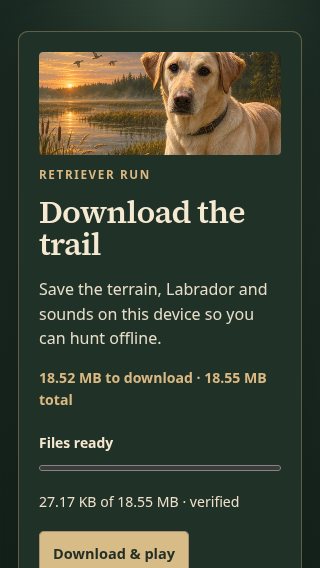 RETRIEVER RUN
Download the
trail
Save the terrain, Labrador and
sounds on this device so you
can hunt offline.
18.52 MB to download · 18.55 MB
total
Files ready
27.17 KB of 18.55 MB · verified
Download & play